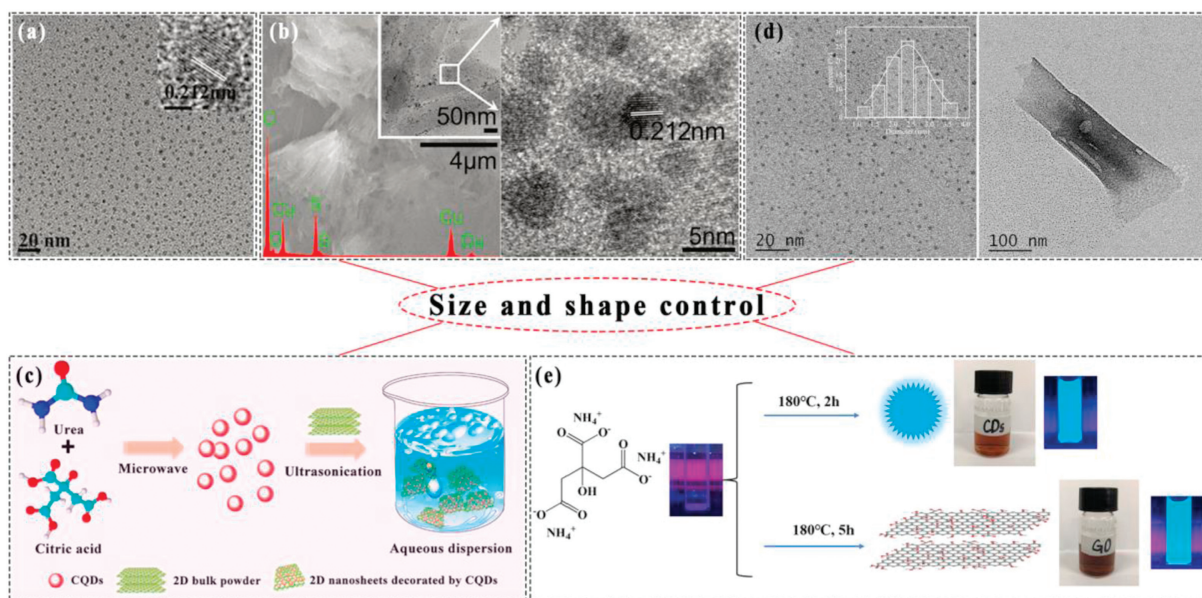 (a)
0.212nm
20 nm
(b)
50nm
4μm
0.212nm
5nm
(d)
20 nm
100 nm
Size and shape control
(c)
Urea
+
Citric acid
Microwave
Ultrasonication
Aqueous dispersion
CQDs
2D bulk powder
2D nanosheets decorated by CQDs
(e)
NH₄⁺
O⁻
O
O
NH₄⁺
O⁻
OH
O
O⁻
NH₄⁺
180°C, 2h
CDs
180°C, 5h
GO